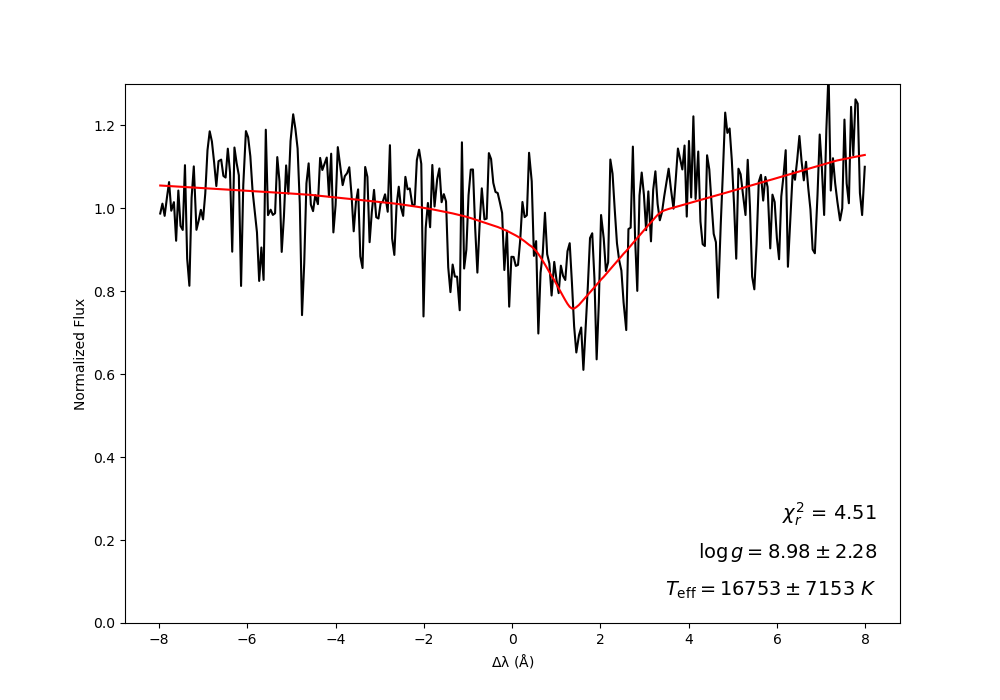 1.2
1.0
0.8
0.6
0.4
0.2
0.0
Normalized Flux
χ²ᵣ = 4.51
log g = 8.98 ± 2.28
T_eff = 16753 ± 7153 K
−8 −6 −4 −2 0 2 4 6 8
Δλ (Å)